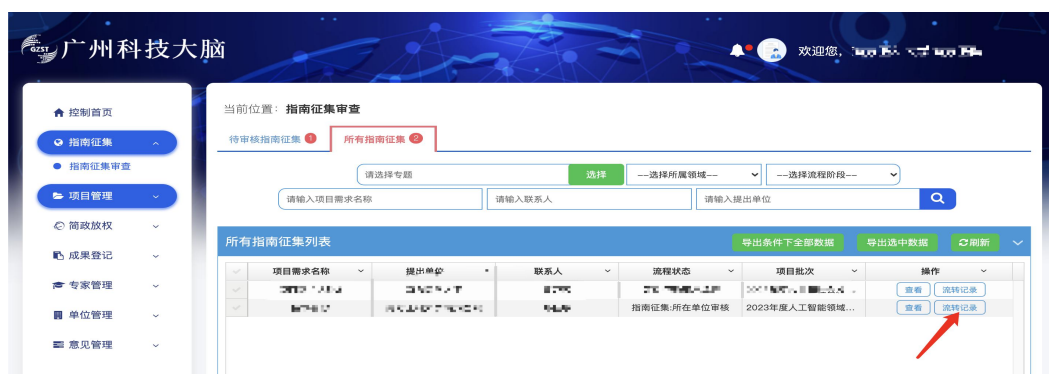 GZST 广州科技大脑
欢迎您,
控制首页
指南征集
指南征集审查
项目管理
简政放权
成果登记
专家管理
单位管理
意见管理
当前位置：指南征集审查
待审核指南征集 1 所有指南征集 2
请选择专题 选择 --选择所属领域-- --选择流程阶段--
请输入项目需求名称 请输入联系人 请输入提出单位
所有指南征集列表 导出条件下全部数据 导出选中数据 刷新
项目需求名称 提出单位 联系人 流程状态 项目批次 操作
查看 流转记录
指南征集:所在单位审核 2023年度人工智能领域... 查看 流转记录